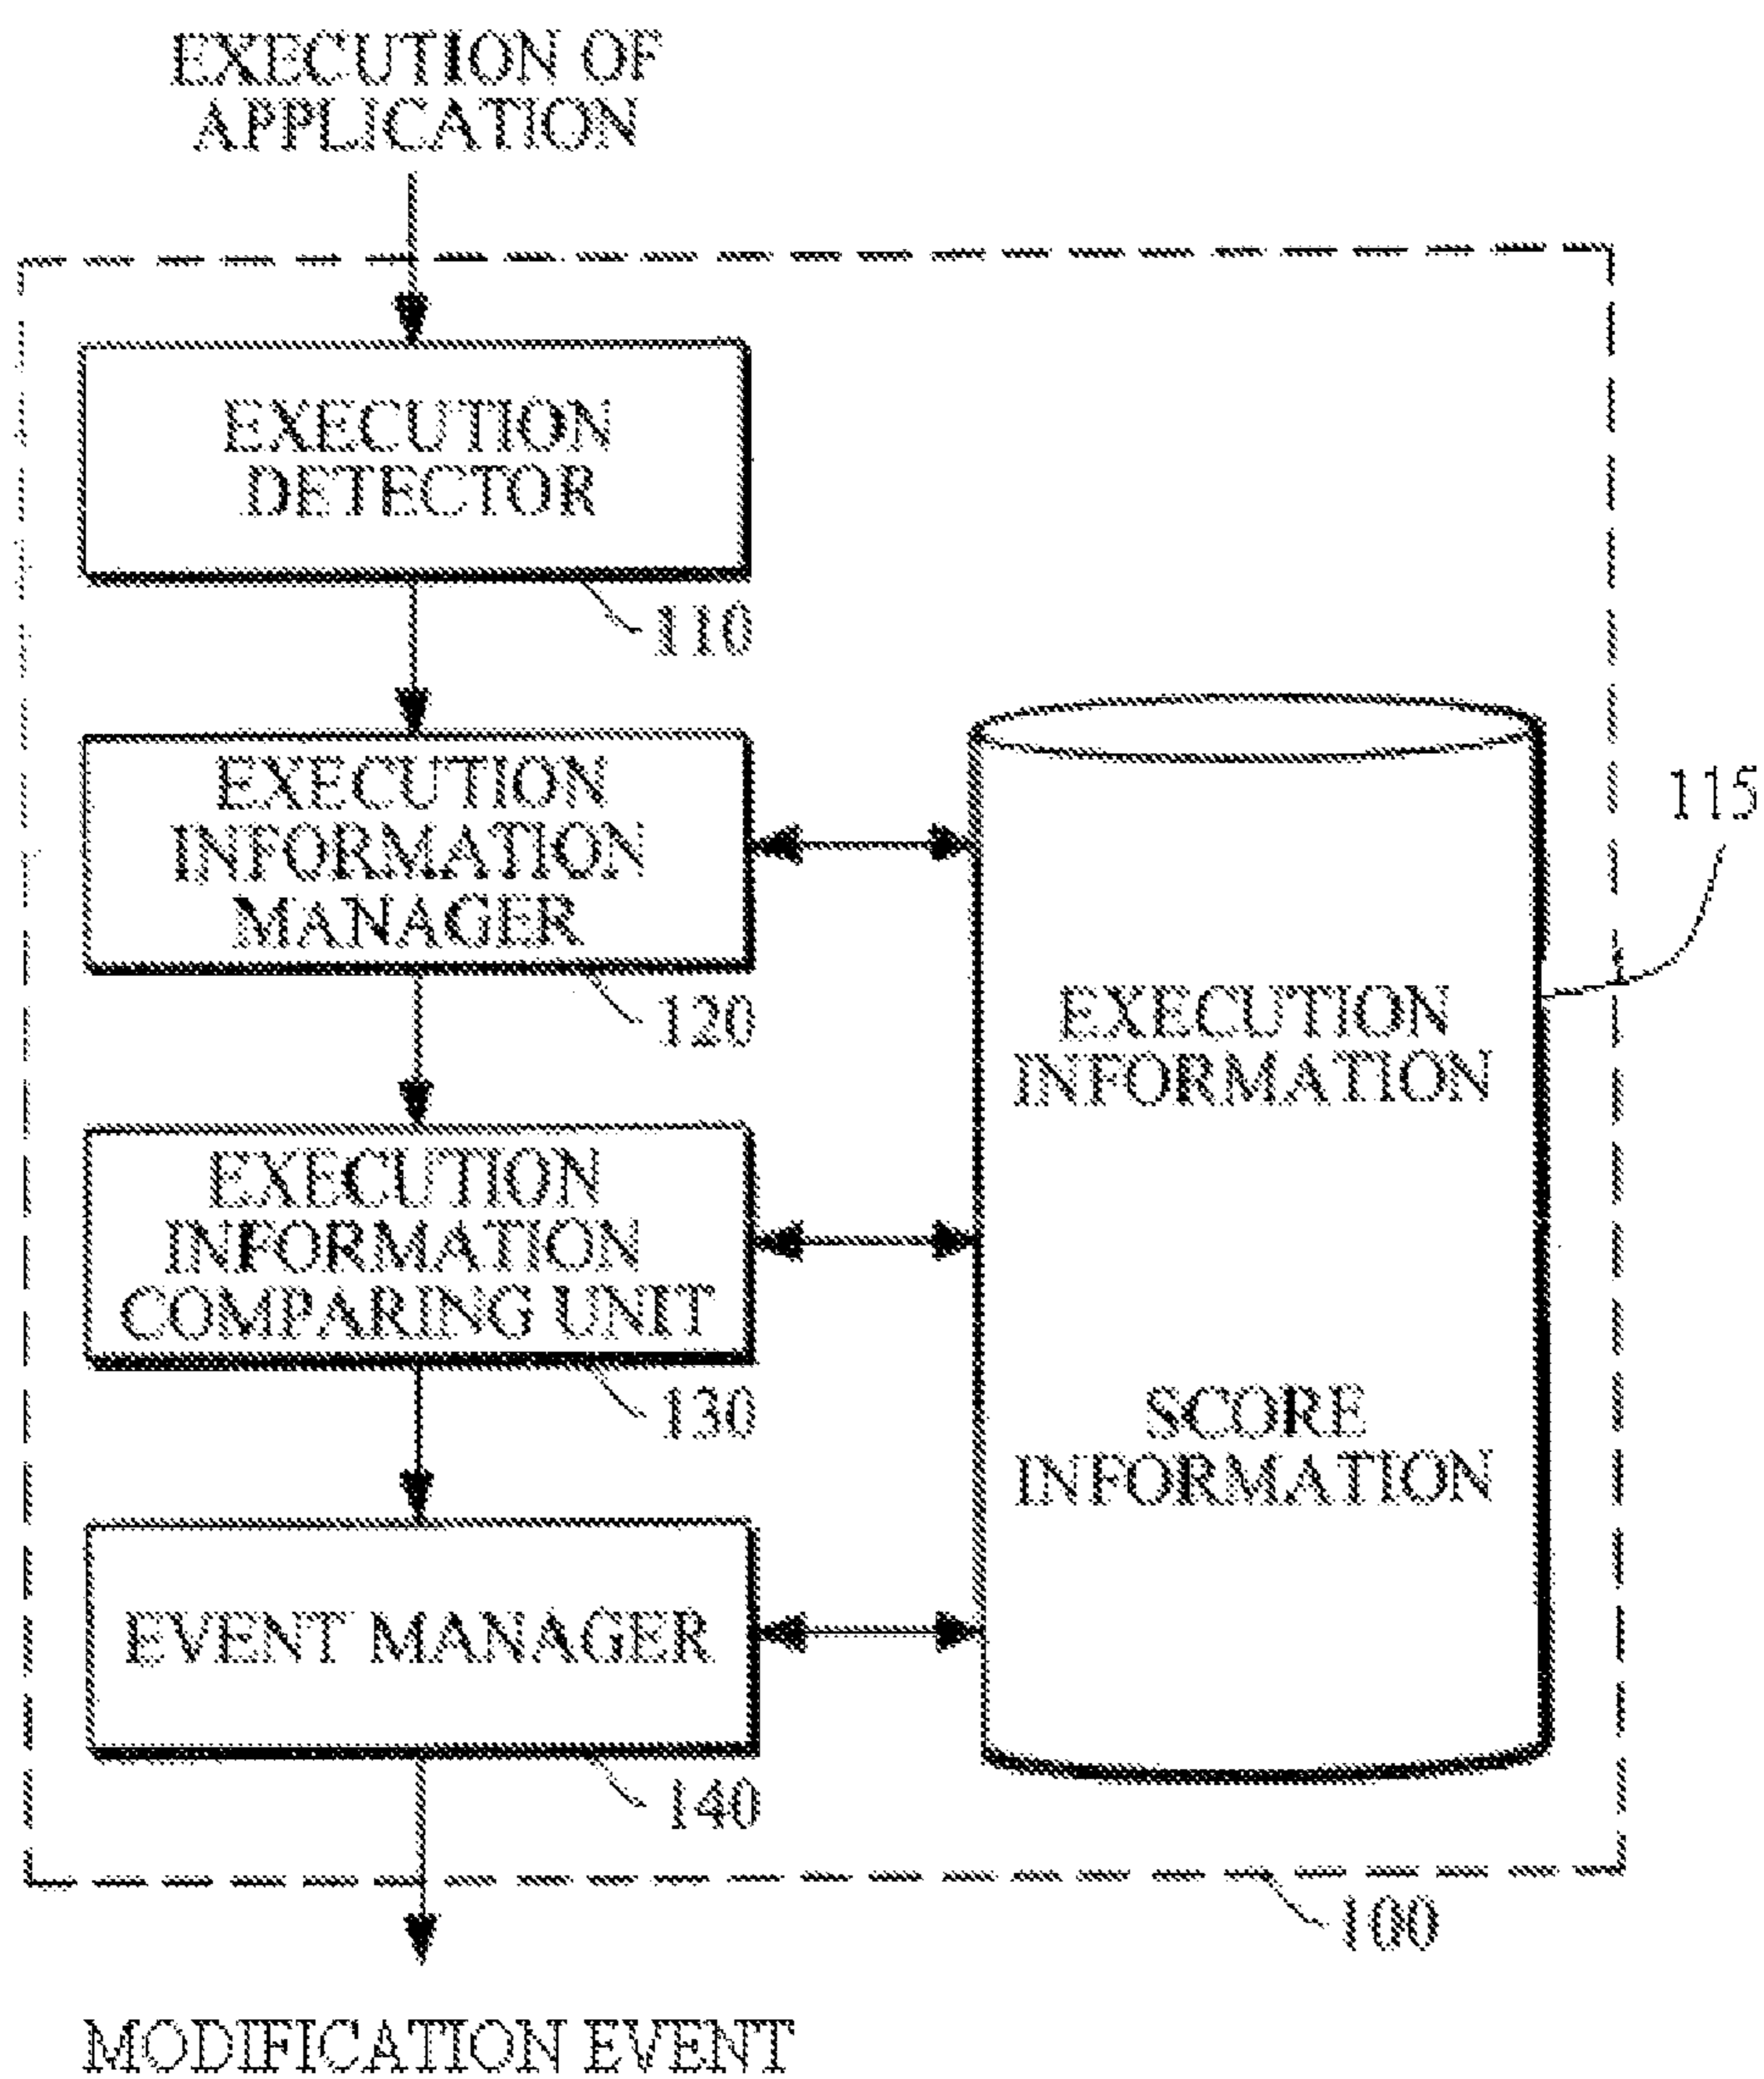 EXECUTION OF
APPLICATION
EXECUTION
DETECTOR
110
EXECUTION
INFORMATION
MANAGER
120
115
EXECUTION
INFORMATION
EXECUTION
INFORMATION
COMPARING UNIT
130
SCORE
INFORMATION
EVENT MANAGER
140
100
MODIFICATION EVENT